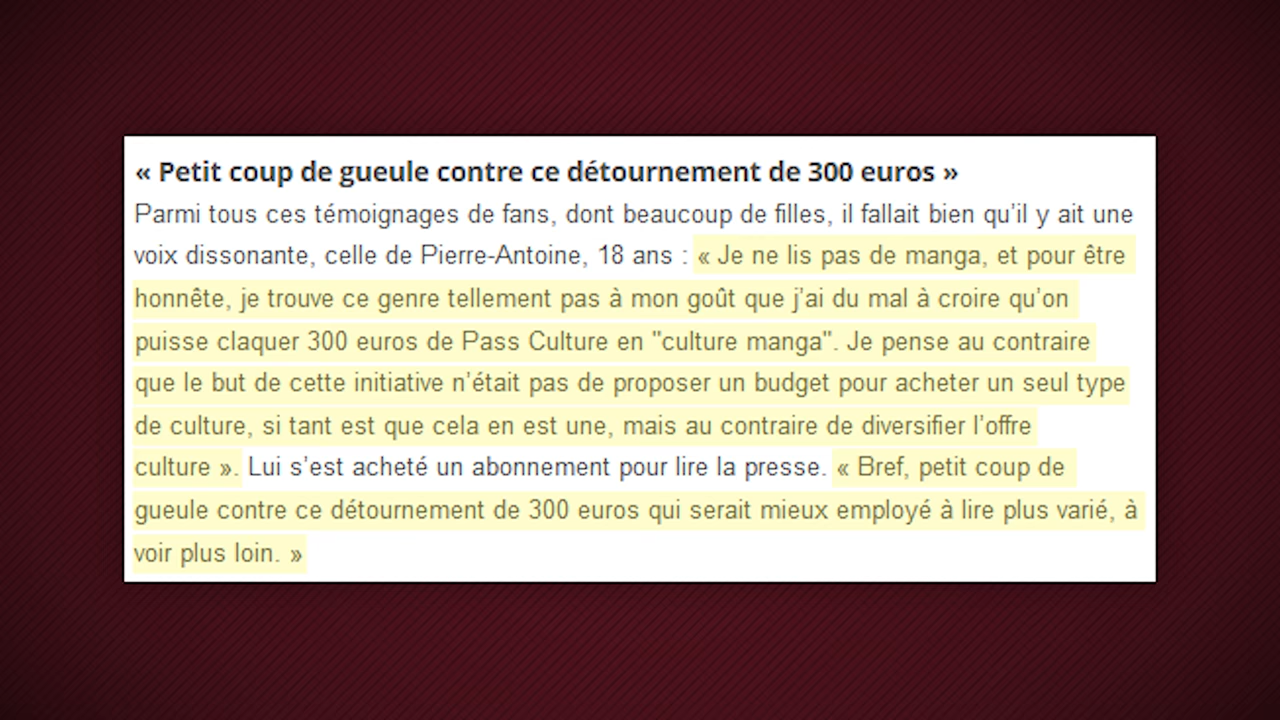 « Petit coup de gueule contre ce détournement de 300 euros »
Parmi tous ces témoignages de fans, dont beaucoup de filles, il fallait bien qu’il y ait une
voix dissonante, celle de Pierre-Antoine, 18 ans : « Je ne lis pas de manga, et pour être
honnête, je trouve ce genre tellement pas à mon goût que j’ai du mal à croire qu’on
puisse claquer 300 euros de Pass Culture en "culture manga". Je pense au contraire
que le but de cette initiative n’était pas de proposer un budget pour acheter un seul type
de culture, si tant est que cela en est une, mais au contraire de diversifier l’offre
culture ». Lui s’est acheté un abonnement pour lire la presse. « Bref, petit coup de
gueule contre ce détournement de 300 euros qui serait mieux employé à lire plus varié, à
voir plus loin. »